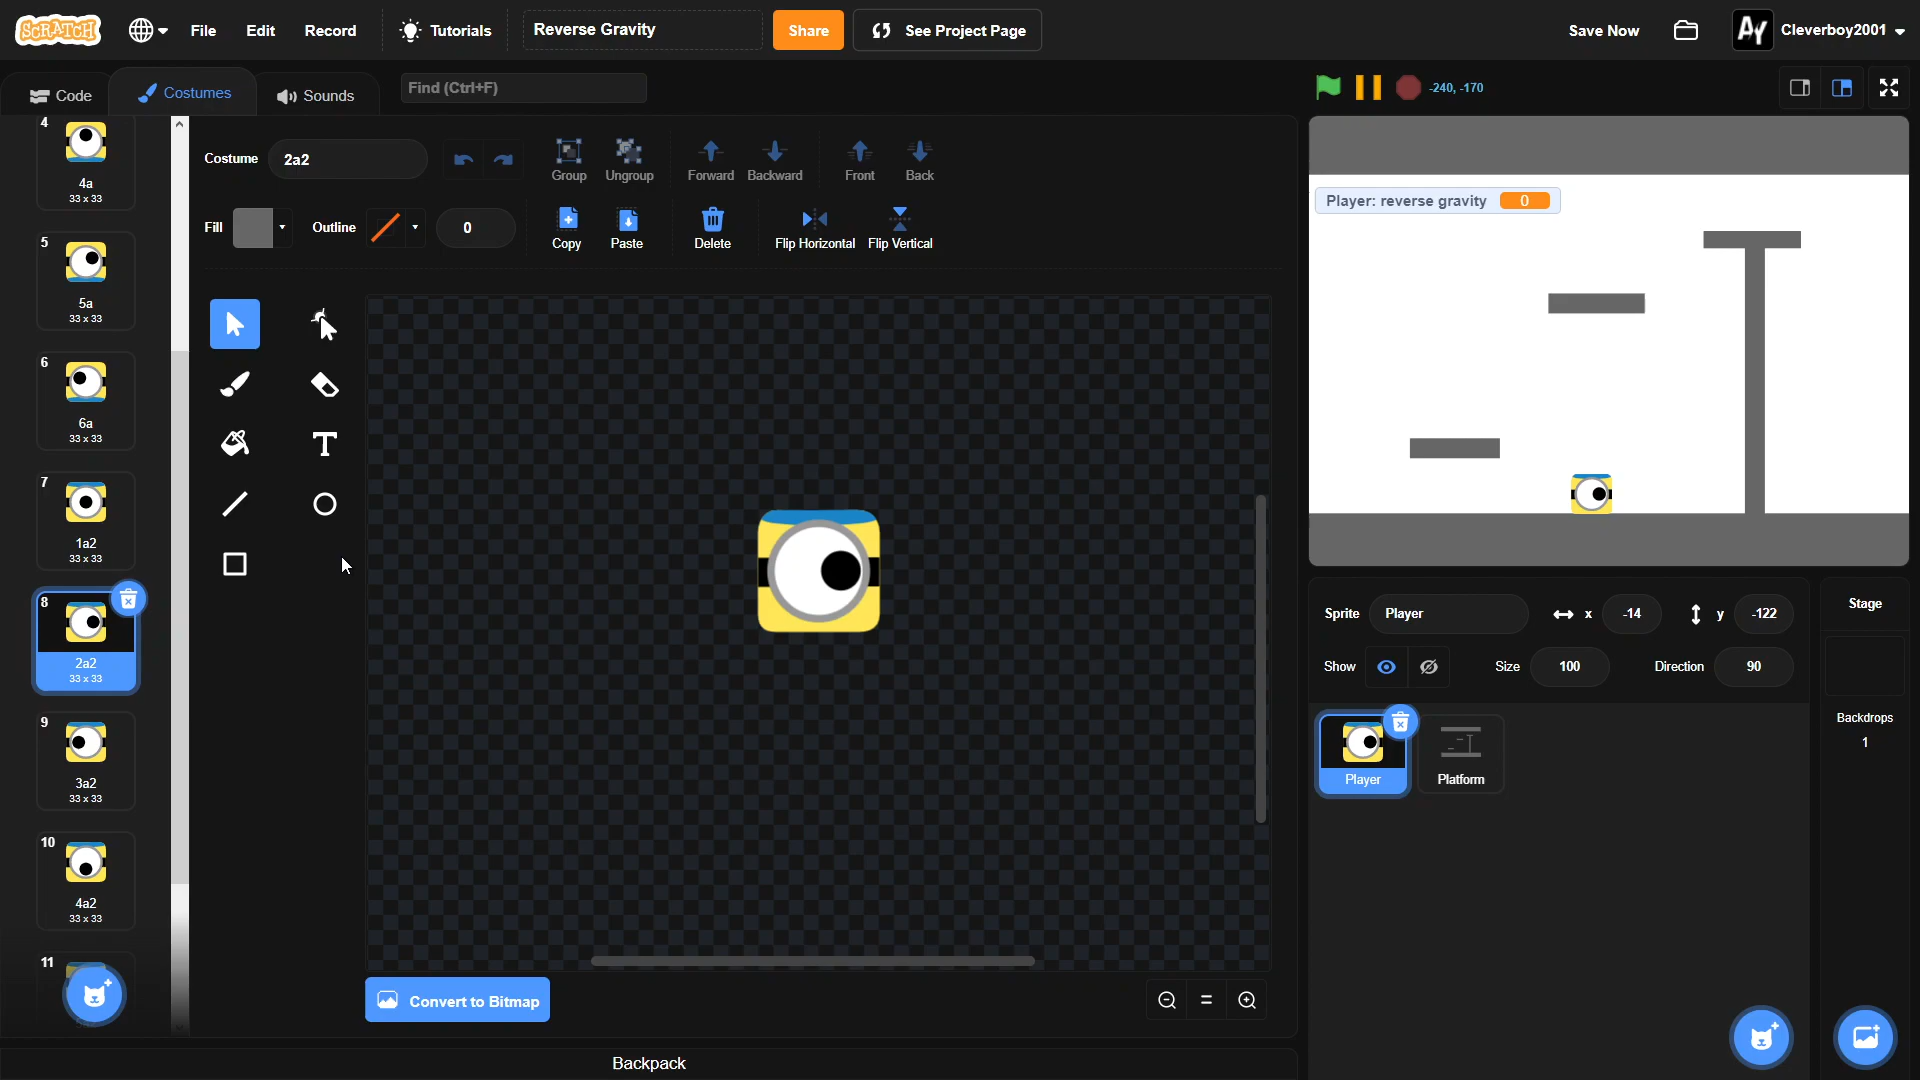 SCRATCH File Edit Record Tutorials Reverse Gravity Share See Project Page Save Now Ay Cleverboy2001
Code Costumes Sounds Find (Ctrl+F) -240, -170
Costume 2a2 Group Ungroup Forward Backward Front Back
Fill Outline 0 Copy Paste Delete Flip Horizontal Flip Vertical
4
4a
33 x 33
5
5a
33 x 33
6
6a
33 x 33
7
1a2
33 x 33
8
2a2
33 x 33
9
3a2
33 x 33
10
4a2
33 x 33
11
T
Convert to Bitmap
Backpack
Player: reverse gravity 0
Sprite Player x -14 y -122
Show Size 100 Direction 90
Player Platform
Stage
Backdrops
1